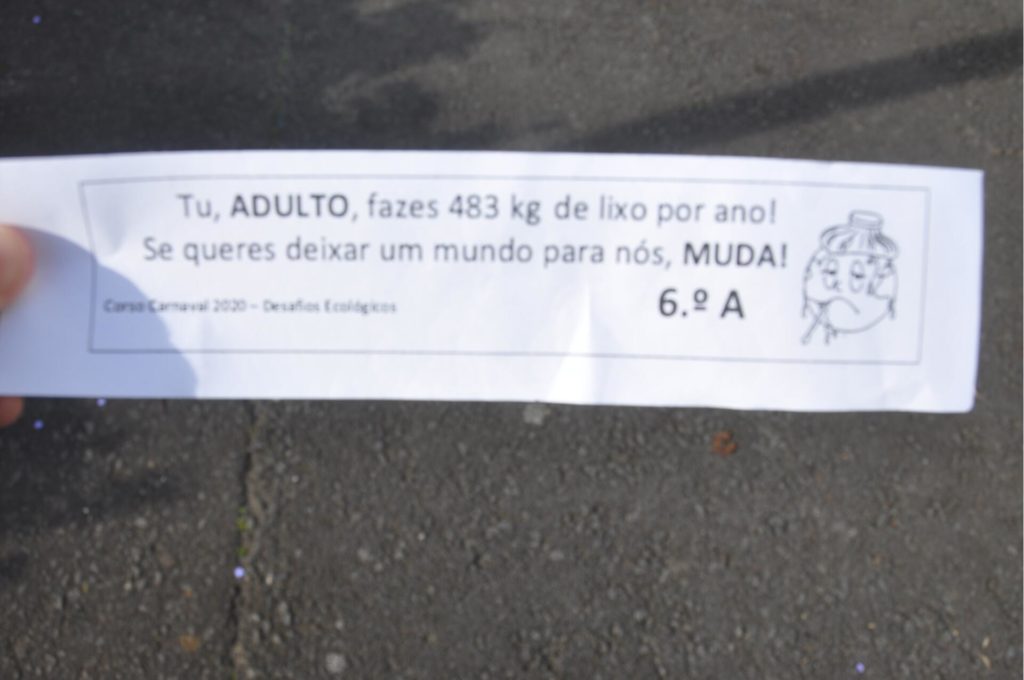 Tu, ADULTO, fazes 483 kg de lixo por ano!
Se queres deixar um mundo para nós, MUDA!
6.º A
Corso Carnaval 2020 – Desafios Ecológicos